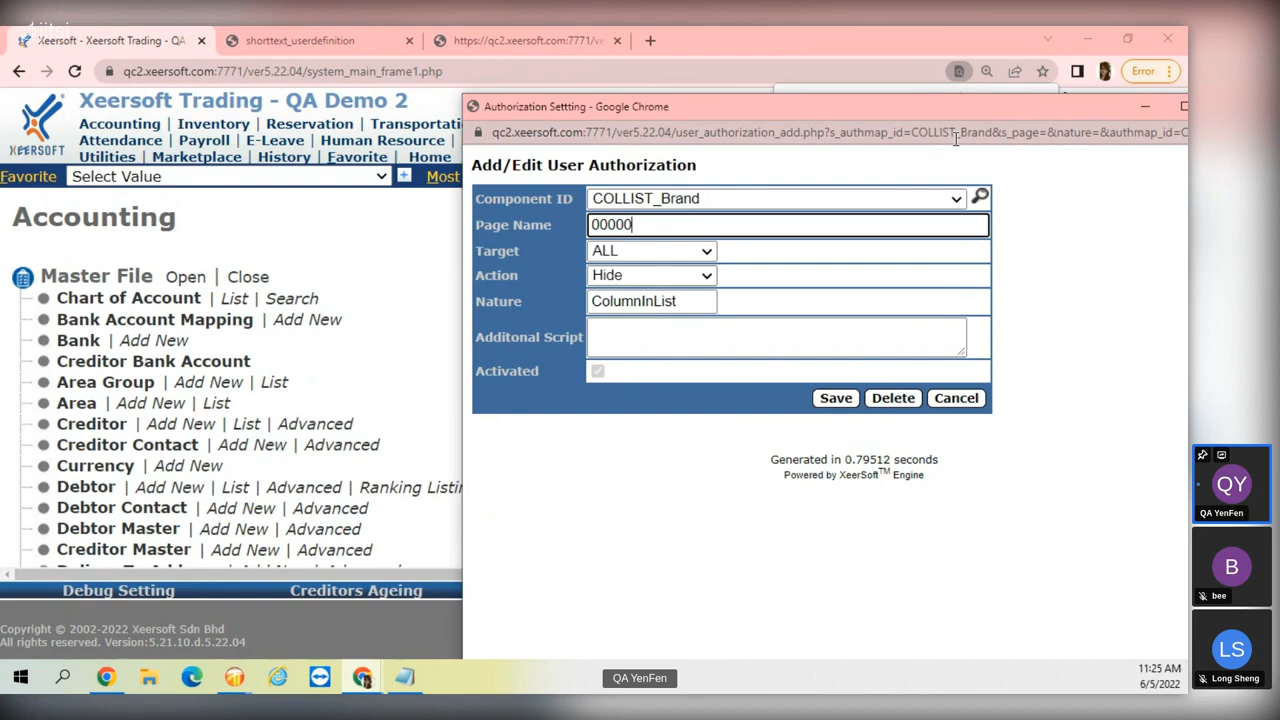 jitsi
Xeersoft - Xeersoft Trading - QA
shorttext_userdefinition
https://qc2.xeersoft.com:7771/ve
qc2.xeersoft.com:7771/ver5.22.04/system_main_frame1.php
Error
Xeersoft Trading - QA Demo 2
Accounting | Inventory | Reservation | Transportatio
Attendance | Payroll | E-Leave | Human Resource |
Utilities | Marketplace | History | Favorite | Home
XEERSOFT
Favorite
Select Value
Most
Accounting
Master File Open | Close
Chart of Account | List | Search
Bank Account Mapping | Add New
Bank | Add New
Creditor Bank Account
Area Group | Add New | List
Area | Add New | List
Creditor | Add New | List | Advanced
Creditor Contact | Add New | Advanced
Currency | Add New
Debtor | Add New | List | Advanced | Ranking Listin
Debtor Contact | Add New | Advanced
Debtor Master | Add New | Advanced
Creditor Master | Add New | Advanced
Debug Setting
Creditors Ageing
Copyright © 2002-2022 Xeersoft Sdn Bhd
All rights reserved. Version:5.21.10.d.5.22.04
Authorization Settting - Google Chrome
qc2.xeersoft.com:7771/ver5.22.04/user_authorization_add.php?s_authmap_id=COLLIST_Brand&s_page=&nature=&authmap_id=C
Add/Edit User Authorization
Component ID COLLIST_Brand
Page Name 00000
Target ALL
Action Hide
Nature ColumnInList
Additonal Script
Activated
Save Delete Cancel
Generated in 0.79512 seconds
Powered by XeerSoft™ Engine
QY
QA YenFen
B
bee
LS
Long Sheng
QA YenFen
11:25 AM
6/5/2022